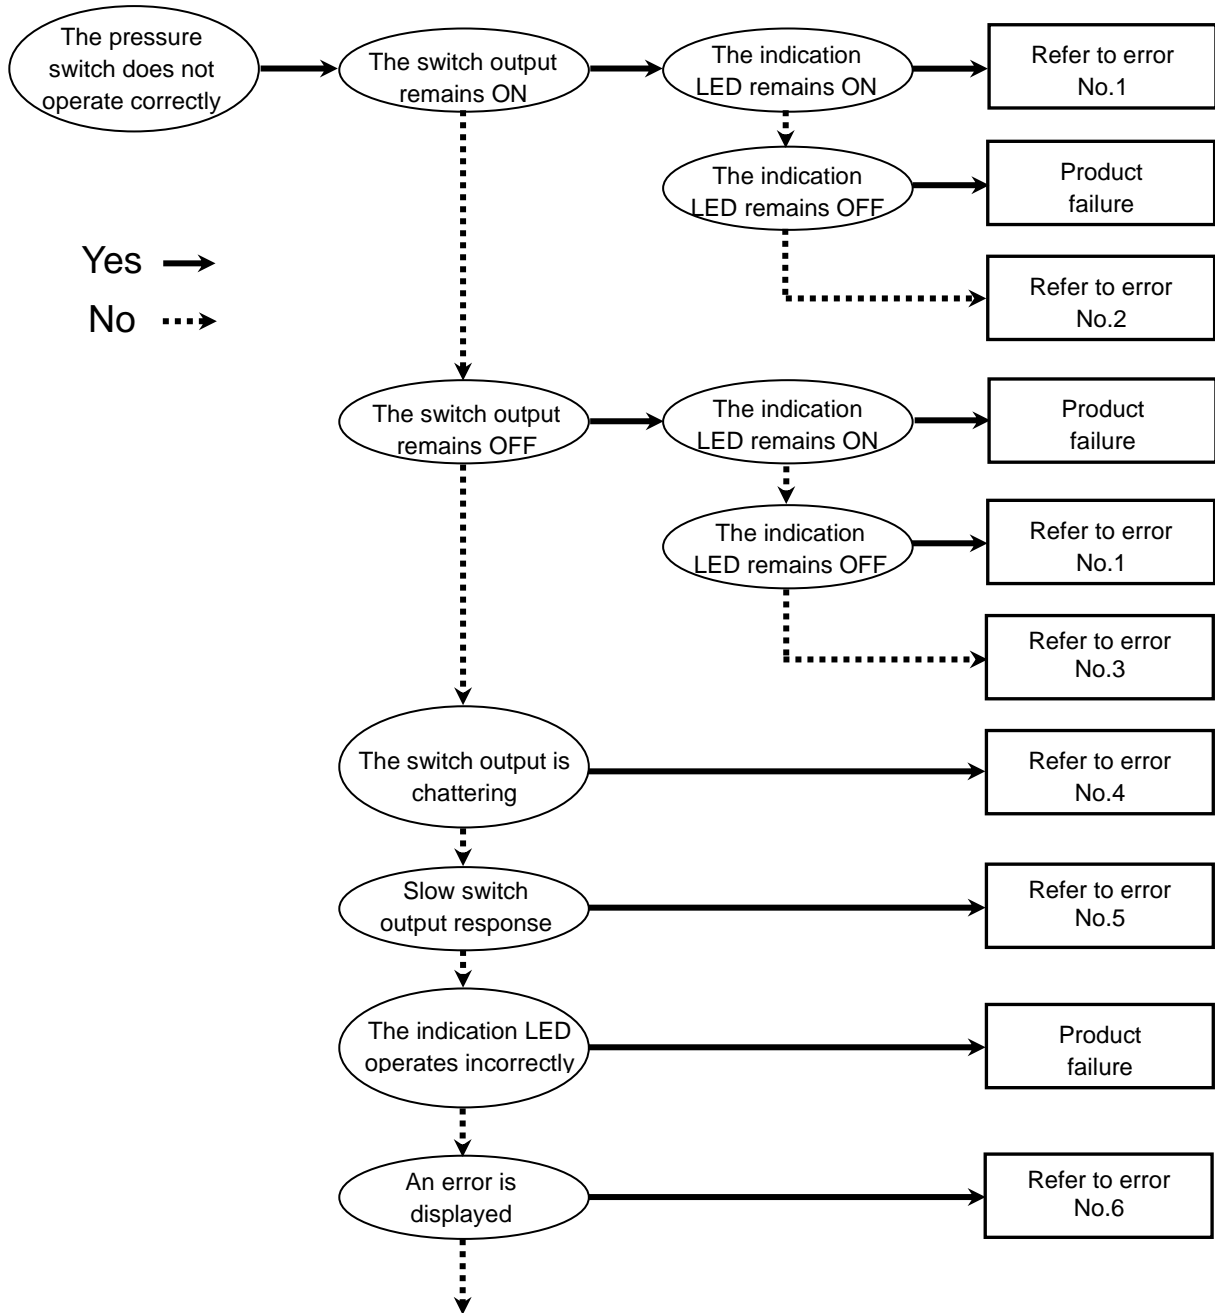 The pressure
switch does not
operate correctly
The switch output
remains ON
The indication
LED remains ON
Refer to error
No.1
The indication
LED remains OFF
Product
failure
Yes
No
Refer to error
No.2
The switch output
remains OFF
The indication
LED remains ON
Product
failure
The indication
LED remains OFF
Refer to error
No.1
Refer to error
No.3
The switch output is
chattering
Refer to error
No.4
Slow switch
output response
Refer to error
No.5
The indication LED
operates incorrectly
Product
failure
An error is
displayed
Refer to error
No.6